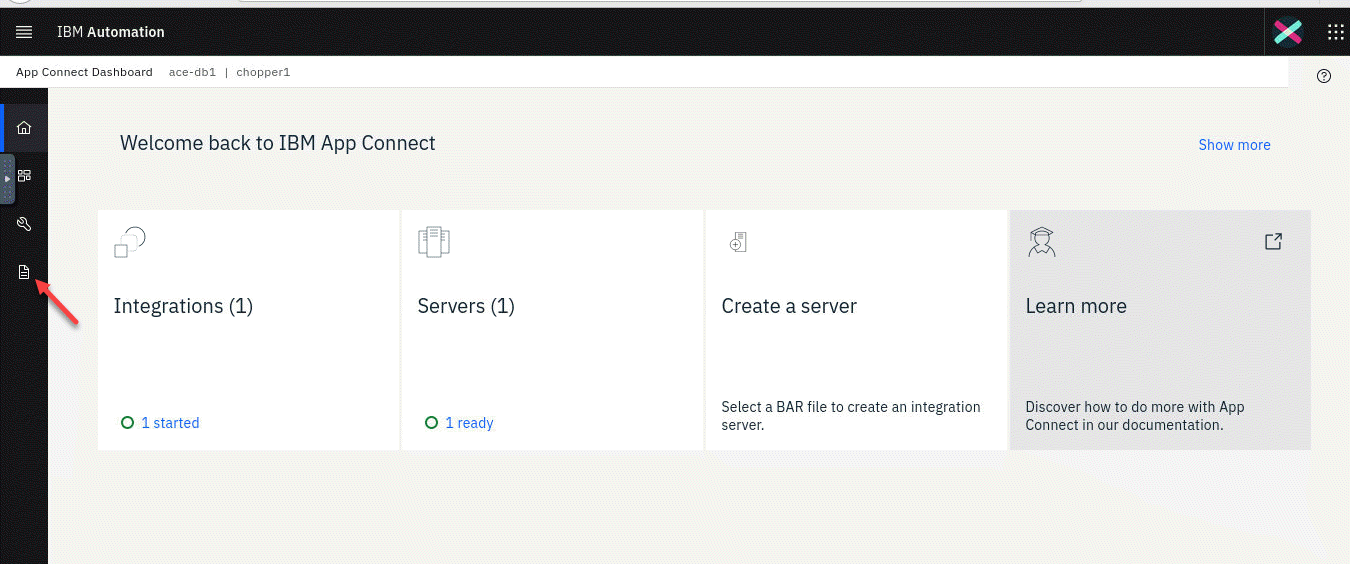 IBM Automation
App Connect Dashboard ace-db1 | chopper1
Welcome back to IBM App Connect
Show more
Integrations (1)
1 started
Servers (1)
1 ready
Create a server
Select a BAR file to create an integration
server.
Learn more
Discover how to do more with App
Connect in our documentation.